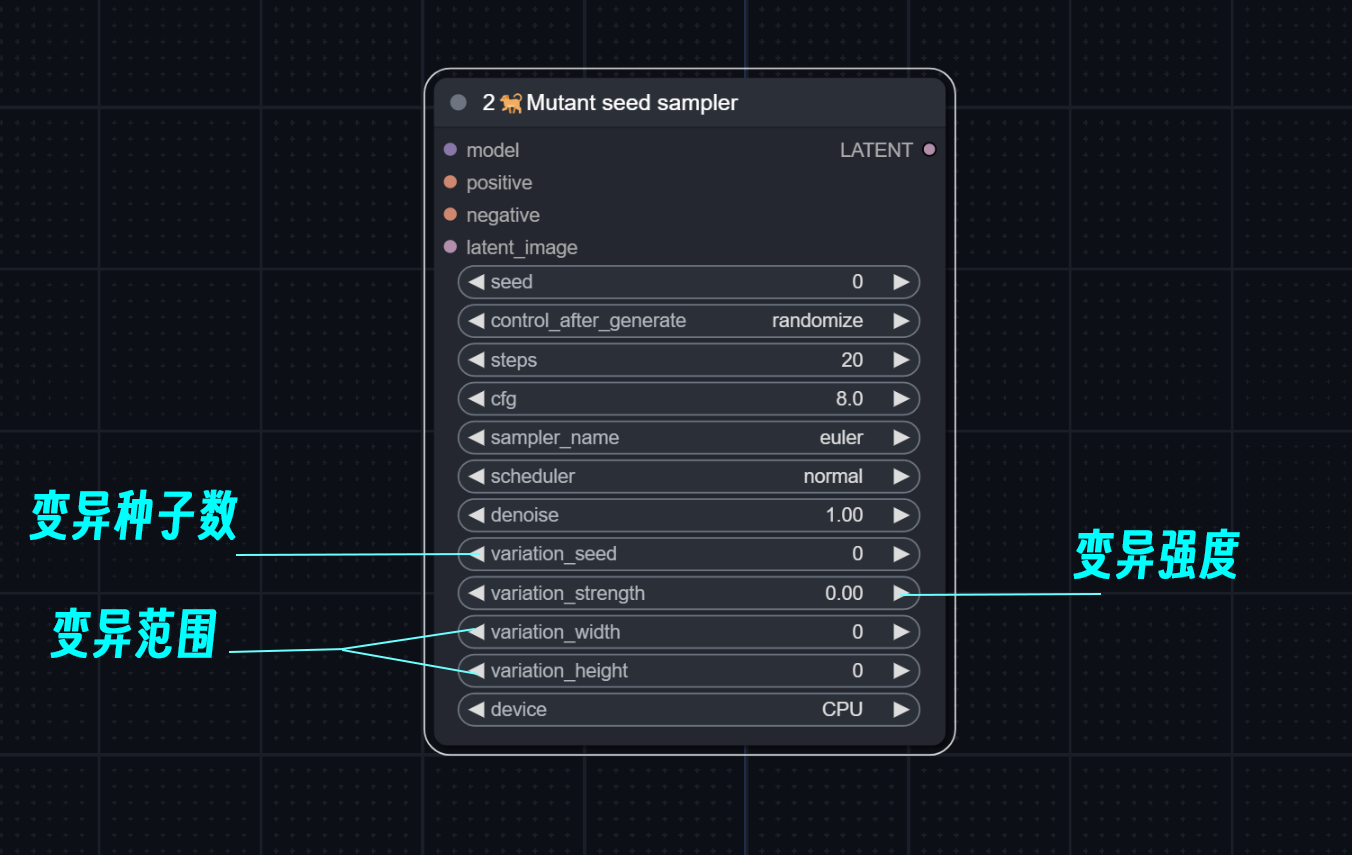 2🐕Mutant seed sampler
model LATENT
positive
negative
latent_image
seed 0
control_after_generate randomize
steps 20
cfg 8.0
sampler_name euler
scheduler normal
denoise 1.00
变异种子数
variation_seed 0
变异强度
variation_strength 0.00
变异范围
variation_width 0
variation_height 0
device CPU